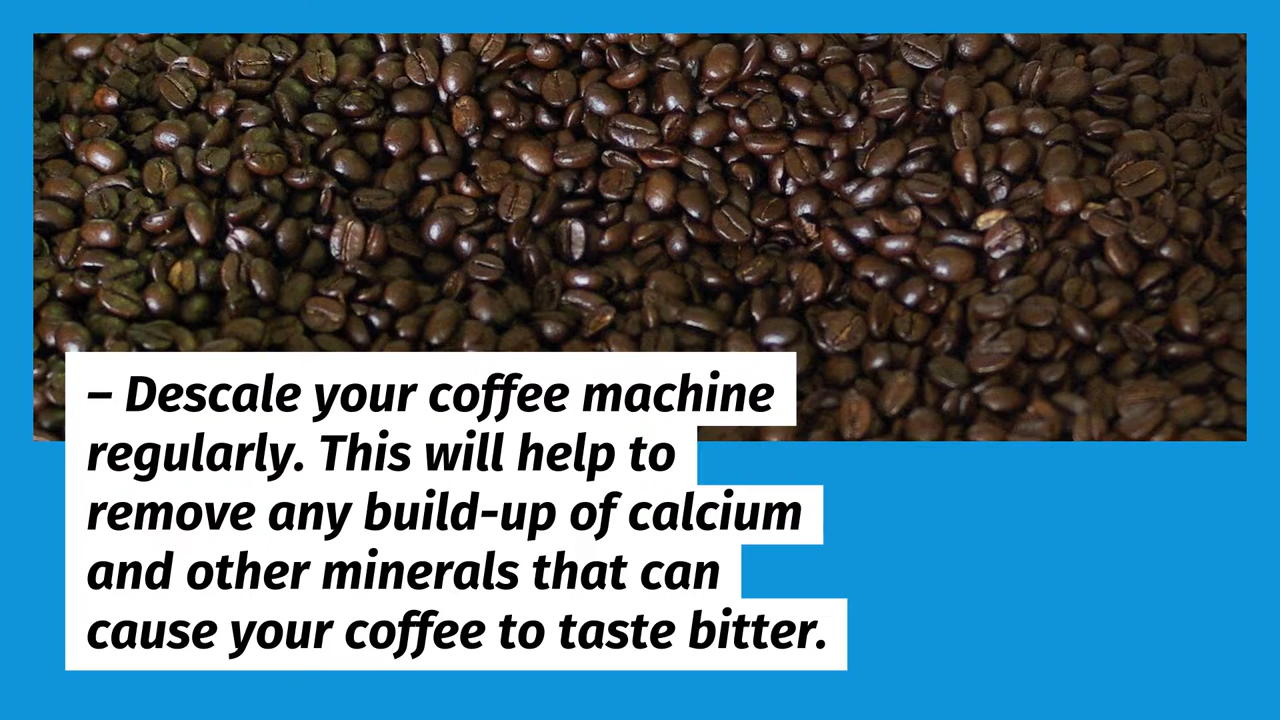 – Descale your coffee machine
regularly. This will help to
remove any build-up of calcium
and other minerals that can
cause your coffee to taste bitter.